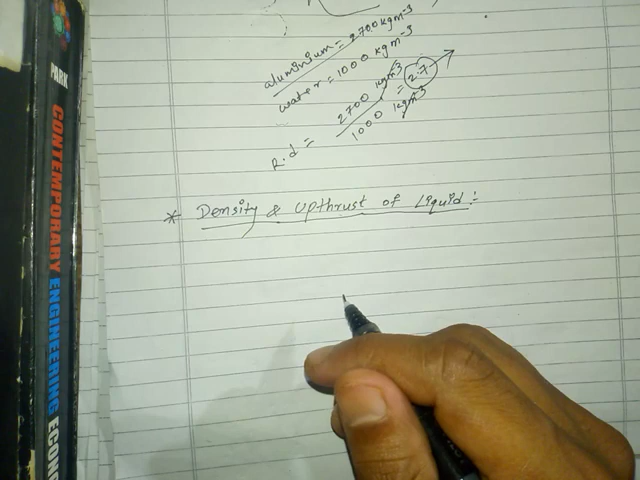 PARK
CONTEMPORARY ENGINEERING ECONO
aluminium = 2700 kgm-3
water = 1000 kgm-3
R.d = 2700 kgm-3 / 1000 kgm-3 = 2.7
* Density & upthrust of Liquid :-